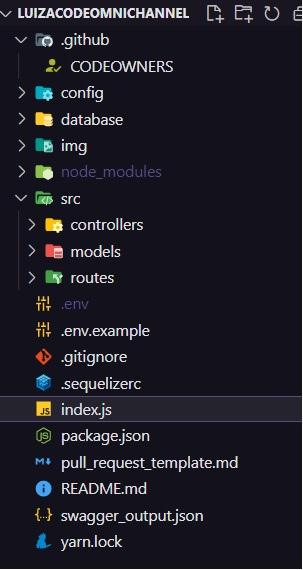 LUIZACODEOMNICHANNEL
.github
CODEOWNERS
config
database
img
node_modules
src
controllers
models
routes
.env
.env.example
.gitignore
.sequelizerc
JS index.js
package.json
pull_request_template.md
README.md
swagger_output.json
yarn.lock